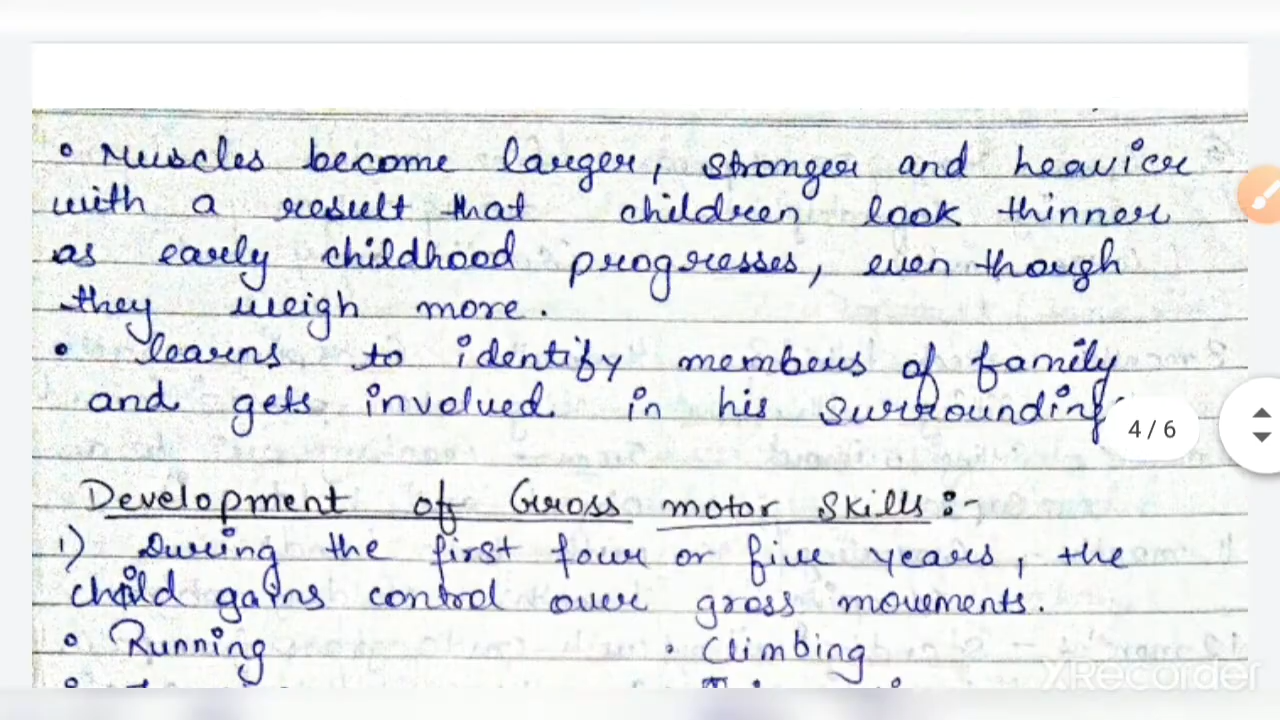 • Muscles become larger, stronger and heavier
with a result that children look thinner
as early childhood progresses, even though
they weigh more.
• learns to identify members of family
and gets involved in his surrounding
4 / 6
Development of Gross motor Skills :-
1) During the first four or five years, the
child gains control over gross movements.
• Running • Climbing
XRecorder